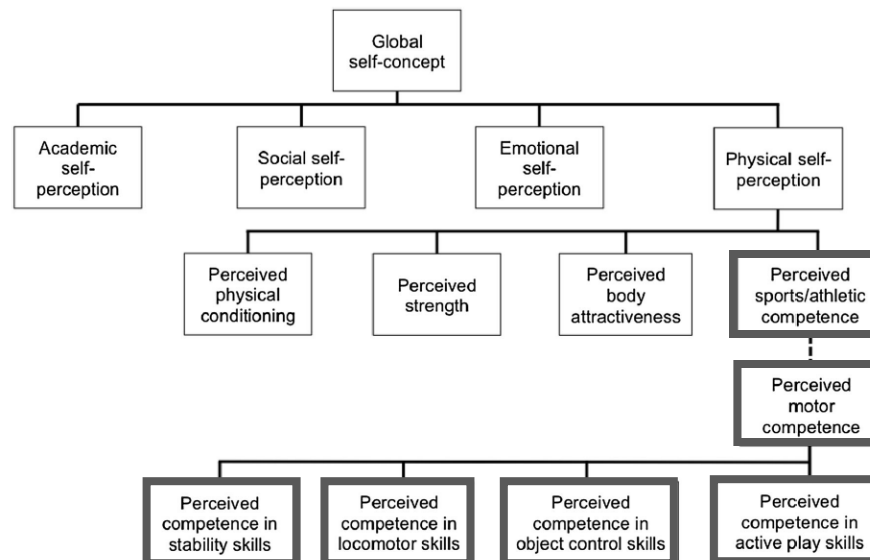 Global
self-concept
Academic
self-
perception
Social self-
perception
Emotional
self-
perception
Physical self-
perception
Perceived
physical
conditioning
Perceived
strength
Perceived
body
attractiveness
Perceived
sports/athletic
competence
Perceived
motor
competence
Perceived
competence in
stability skills
Perceived
competence in
locomotor skills
Perceived
competence in
object control skills
Perceived
competence in
active play skills